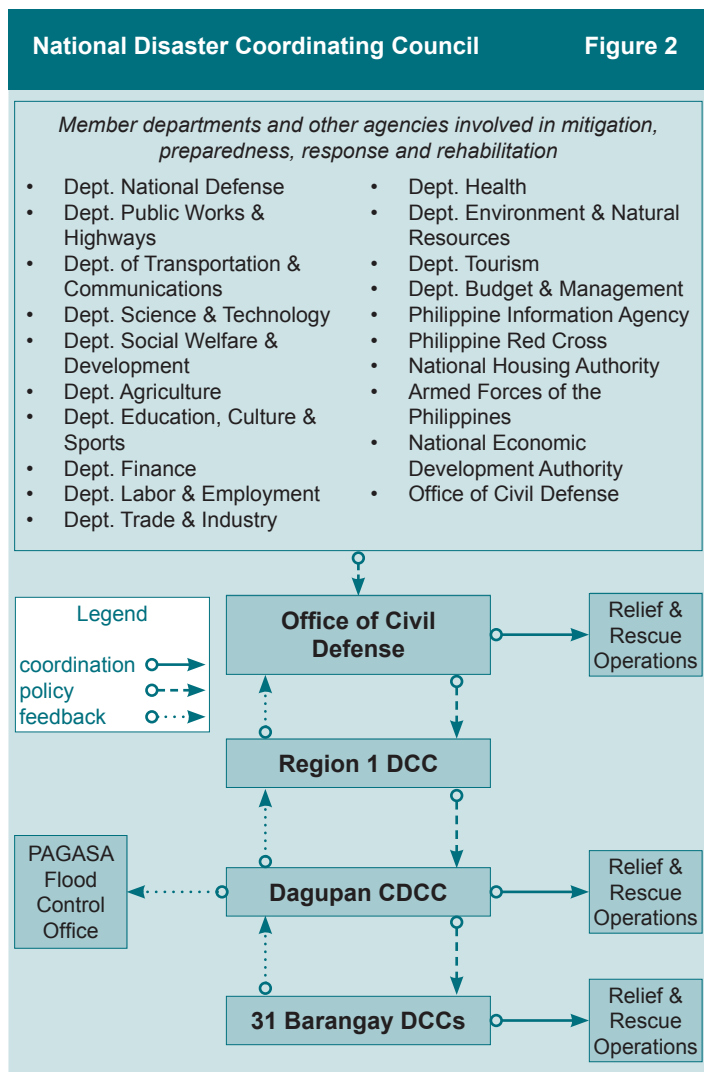 National Disaster Coordinating Council Figure 2
Member departments and other agencies involved in mitigation,
preparedness, response and rehabilitation
• Dept. National Defense
• Dept. Public Works &
Highways
• Dept. of Transportation &
Communications
• Dept. Science & Technology
• Dept. Social Welfare &
Development
• Dept. Agriculture
• Dept. Education, Culture &
Sports
• Dept. Finance
• Dept. Labor & Employment
• Dept. Trade & Industry
• Dept. Health
• Dept. Environment & Natural
Resources
• Dept. Tourism
• Dept. Budget & Management
• Philippine Information Agency
• Philippine Red Cross
• National Housing Authority
• Armed Forces of the
Philippines
• National Economic
Development Authority
• Office of Civil Defense
Legend
coordination
policy
feedback
Office of Civil
Defense
Relief &
Rescue
Operations
Region 1 DCC
PAGASA
Flood
Control
Office
Dagupan CDCC
Relief &
Rescue
Operations
31 Barangay DCCs
Relief &
Rescue
Operations